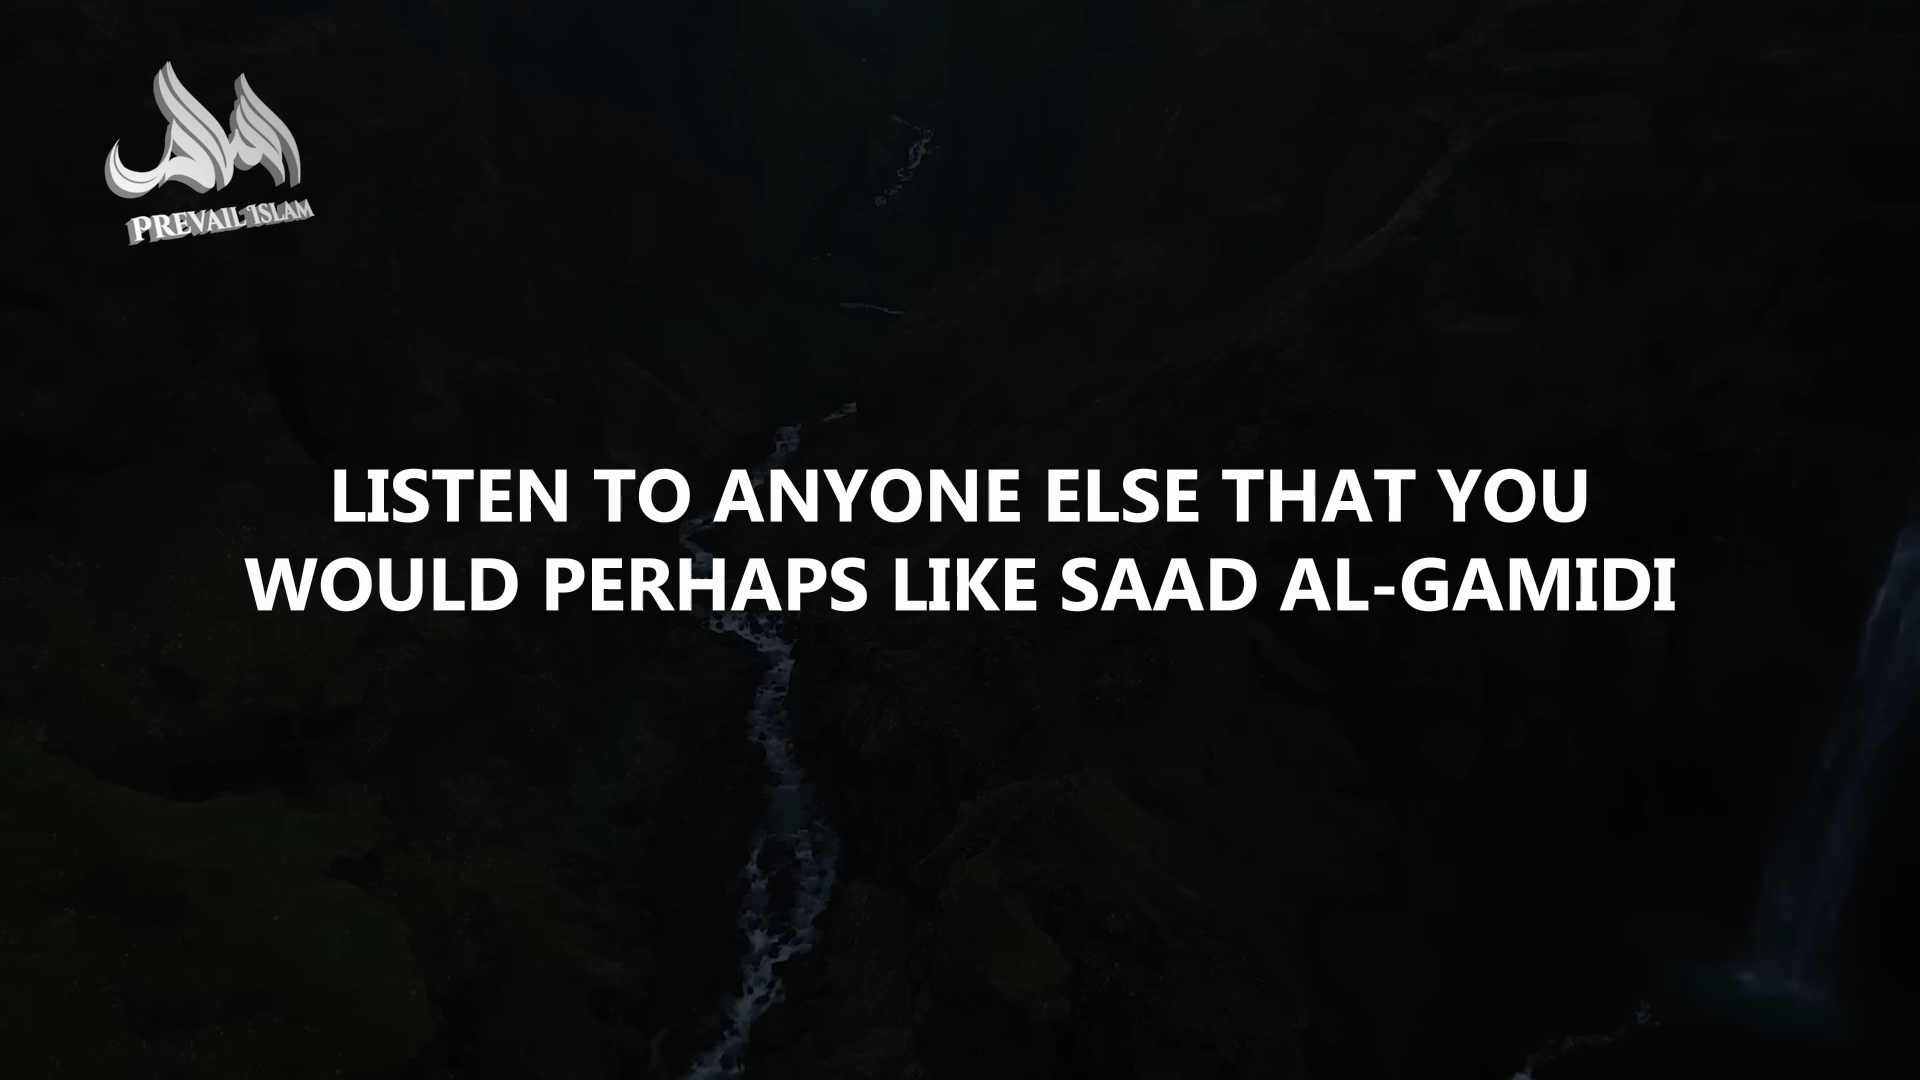 PREVAIL ISLAM
LISTEN TO ANYONE ELSE THAT YOU
WOULD PERHAPS LIKE SAAD AL-GAMIDI